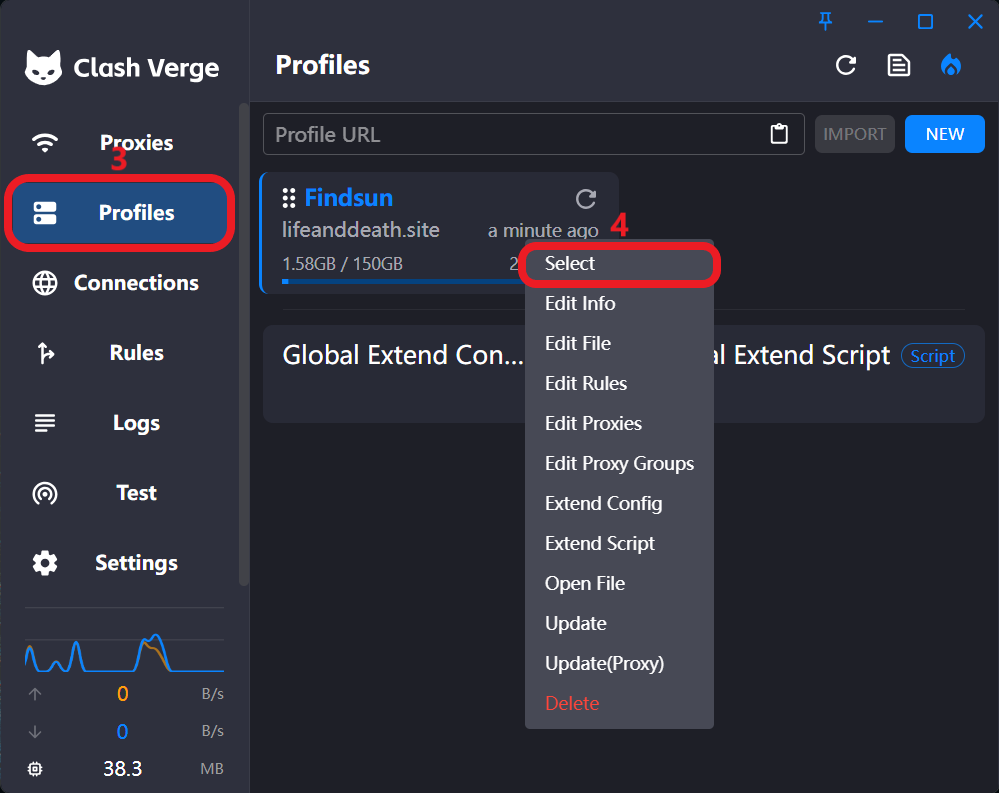 Clash Verge
Profiles
Proxies
3
Profiles
Connections
Rules
Logs
Test
Settings
0 B/s
0 B/s
38.3 MB
Profile URL
IMPORT
NEW
Findsun
lifeanddeath.site a minute ago
4
1.58GB / 150GB 2
Global Extend Con... al Extend Script Script
Select
Edit Info
Edit File
Edit Rules
Edit Proxies
Edit Proxy Groups
Extend Config
Extend Script
Open File
Update
Update(Proxy)
Delete